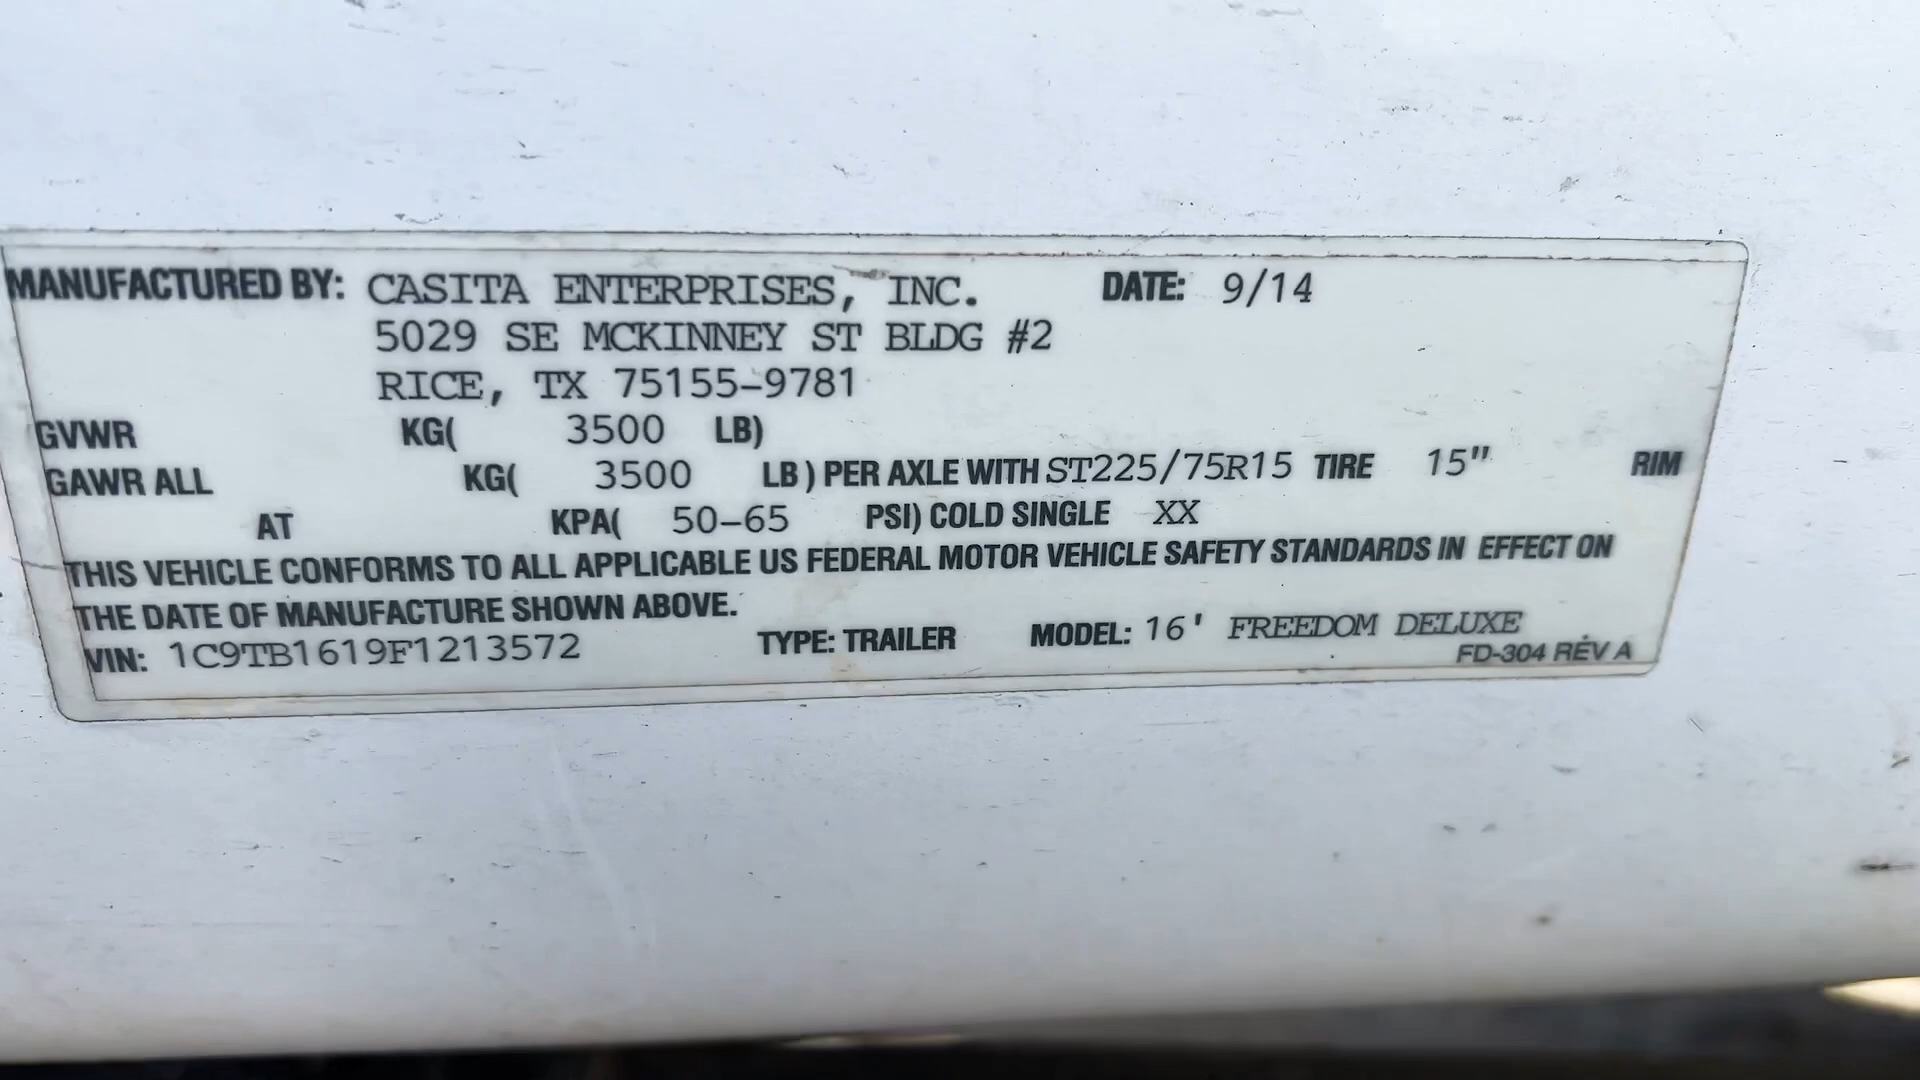 MANUFACTURED BY: CASITA ENTERPRISES, INC. DATE: 9/14
5029 SE MCKINNEY ST BLDG #2
RICE, TX 75155-9781
GVWR KG( 3500 LB)
GAWR ALL KG( 3500 LB) PER AXLE WITH ST225/75R15 TIRE 15" RIM
AT KPA( 50-65 PSI) COLD SINGLE XX
THIS VEHICLE CONFORMS TO ALL APPLICABLE US FEDERAL MOTOR VEHICLE SAFETY STANDARDS IN EFFECT ON
THE DATE OF MANUFACTURE SHOWN ABOVE.
VIN: 1C9TB1619F1213572 TYPE: TRAILER MODEL: 16' FREEDOM DELUXE
FD-304 REV A